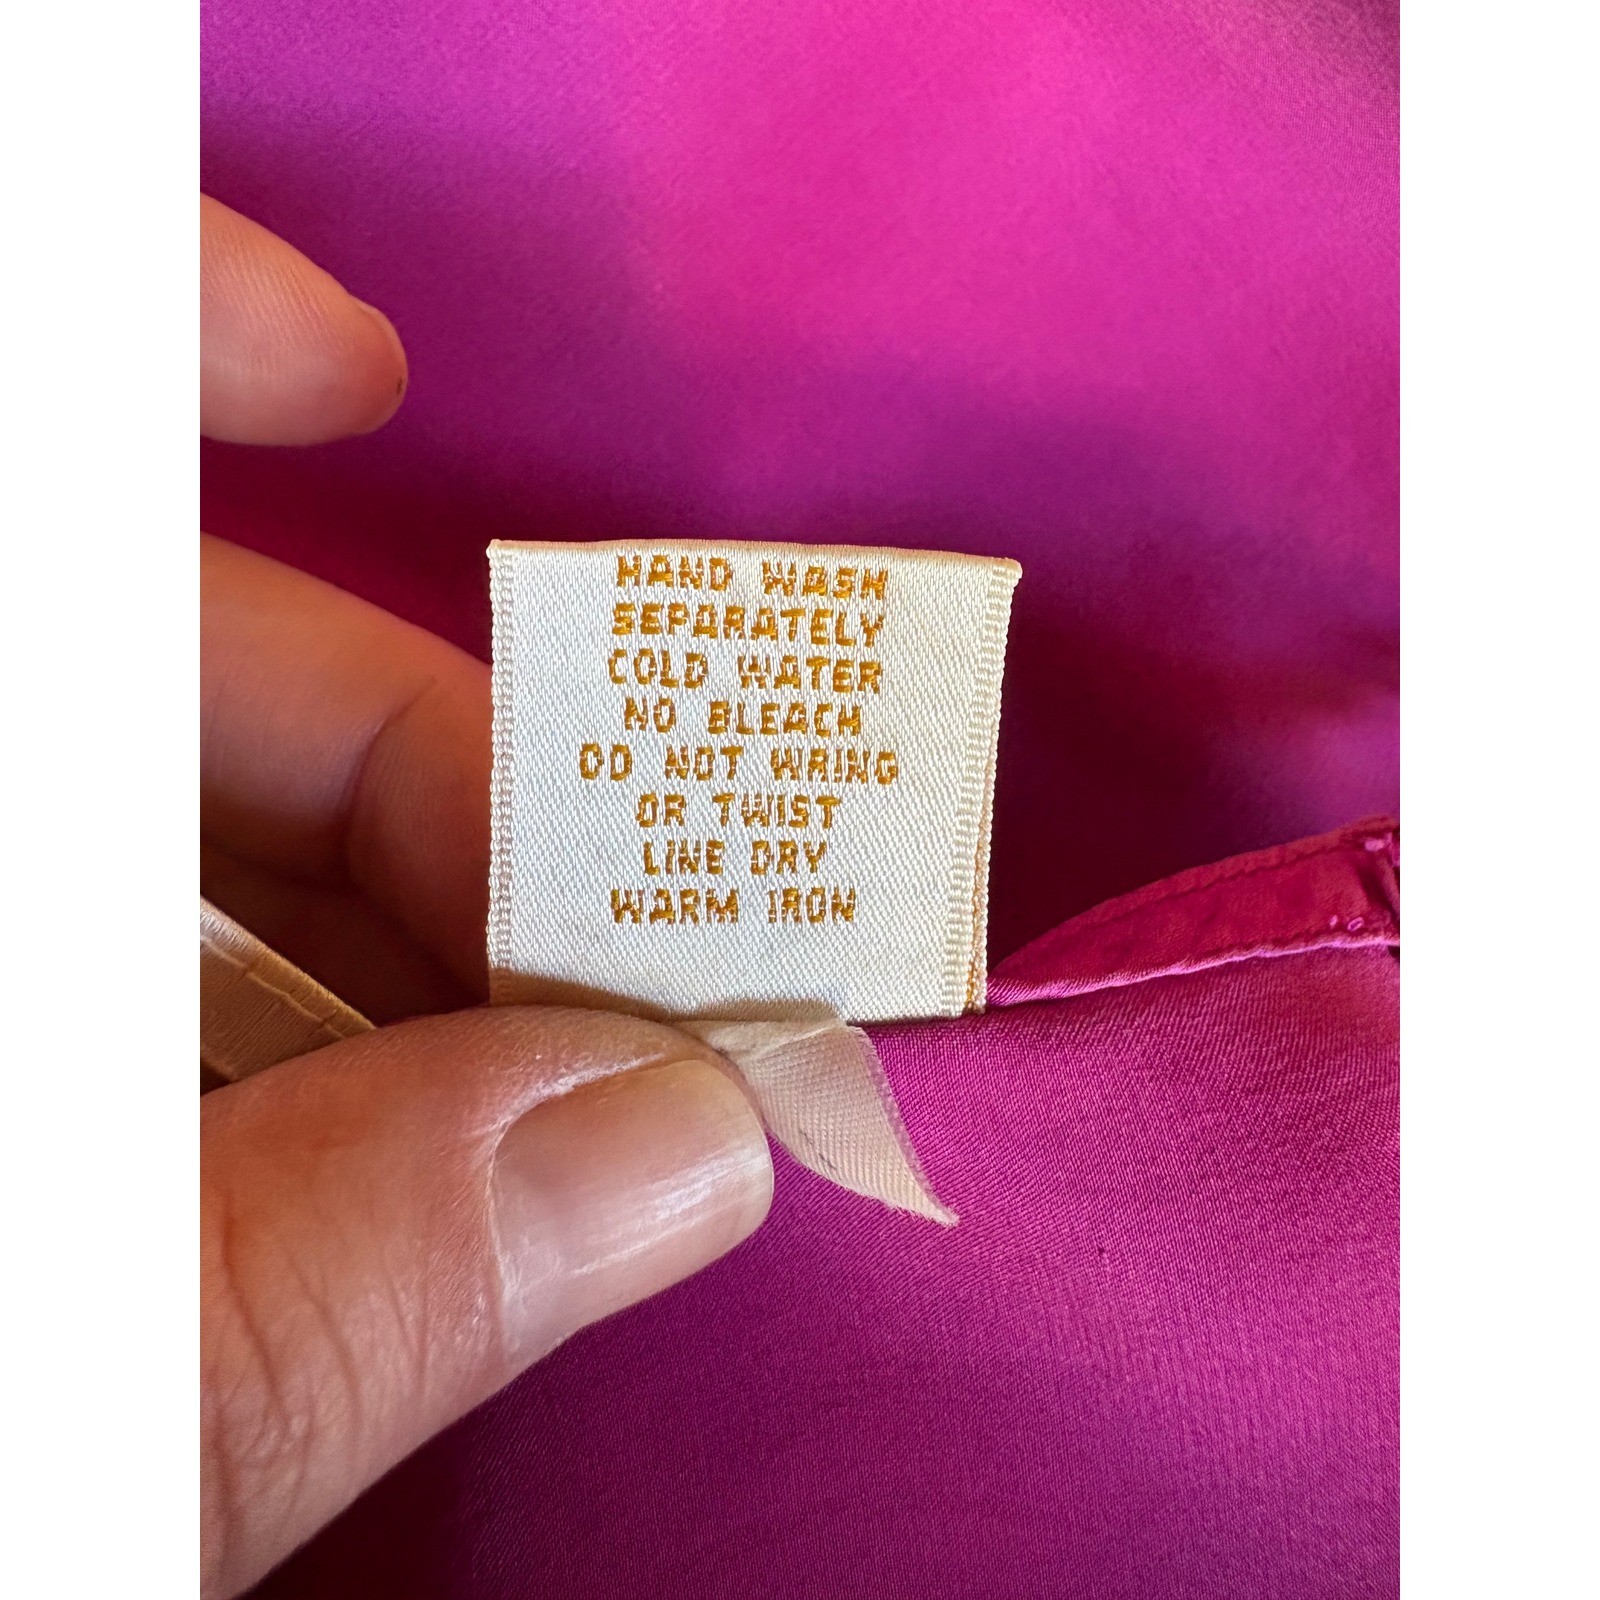 HAND WASH
SEPARATELY
COLD WATER
NO BLEACH
DO NOT WRING
OR TWIST
LINE DRY
WARM IRON